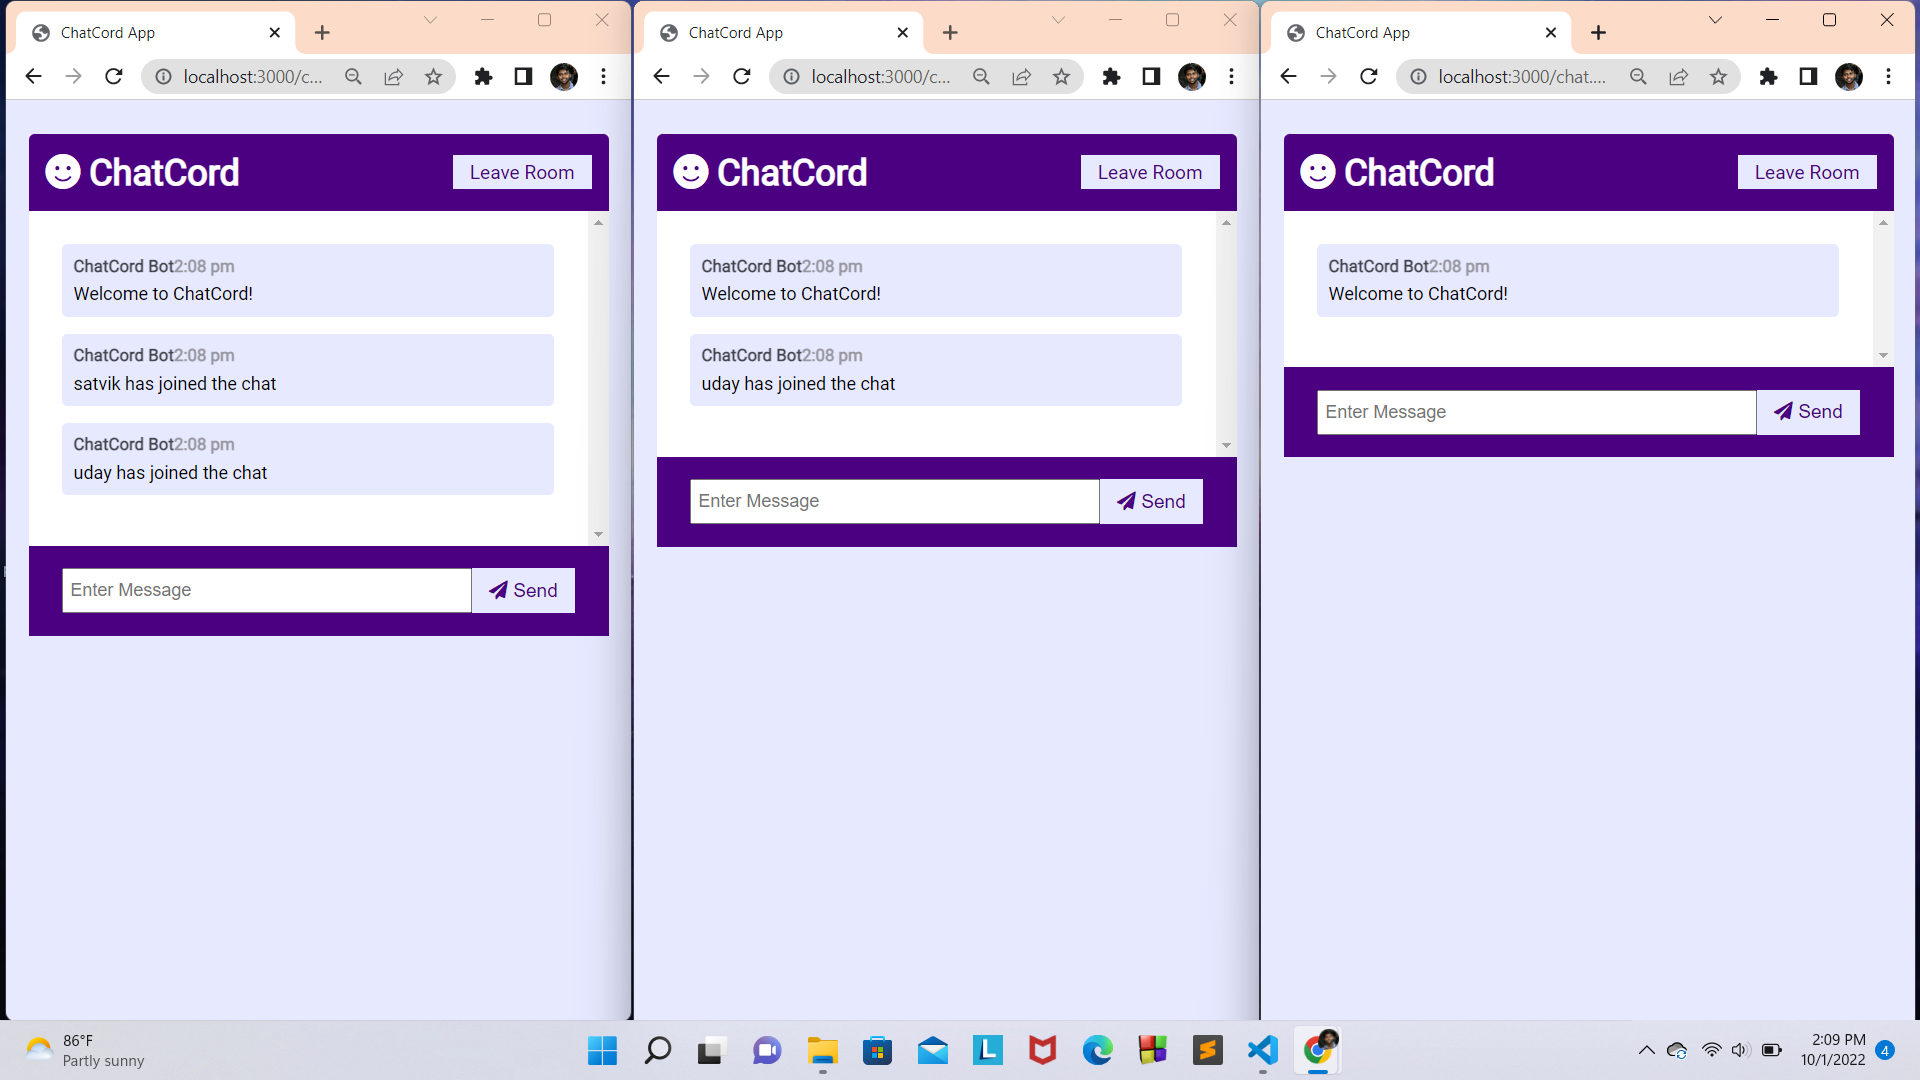 ChatCord App
localhost:3000/c...
ChatCord
Leave Room
ChatCord Bot2:08 pm
Welcome to ChatCord!
ChatCord Bot2:08 pm
satvik has joined the chat
ChatCord Bot2:08 pm
uday has joined the chat
Enter Message
Send
ChatCord App
localhost:3000/c...
ChatCord
Leave Room
ChatCord Bot2:08 pm
Welcome to ChatCord!
ChatCord Bot2:08 pm
uday has joined the chat
Enter Message
Send
ChatCord App
localhost:3000/chat....
ChatCord
Leave Room
ChatCord Bot2:08 pm
Welcome to ChatCord!
Enter Message
Send
86°F
Partly sunny
L
2:09 PM
10/1/2022
4